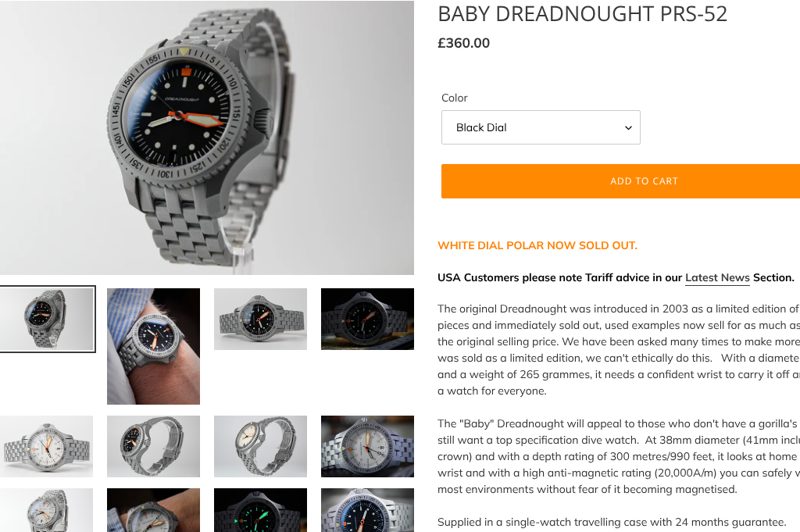 BABY DREADNOUGHT PRS-52
£360.00
Color
Black Dial
ADD TO CART
WHITE DIAL POLAR NOW SOLD OUT.
USA Customers please note Tariff advice in our Latest News Section.
The original Dreadnought was introduced in 2003 as a limited edition of
pieces and immediately sold out, used examples now sell for as much as
the original selling price. We have been asked many times to make more
was sold as a limited edition, we can't ethically do this. With a diameter
and a weight of 265 grammes, it needs a confident wrist to carry it off
a watch for everyone.
The "Baby" Dreadnought will appeal to those who don't have a gorilla's
still want a top specification dive watch. At 38mm diameter (41mm
crown) and with a depth rating of 300 metres/990 feet, it looks at home
wrist and with a high anti-magnetic rating (20,000A/m) you can safely
most environments without fear of it becoming magnetised.
Supplied in a single-watch travelling case with 24 months guarantee.
DREADNOUGHT